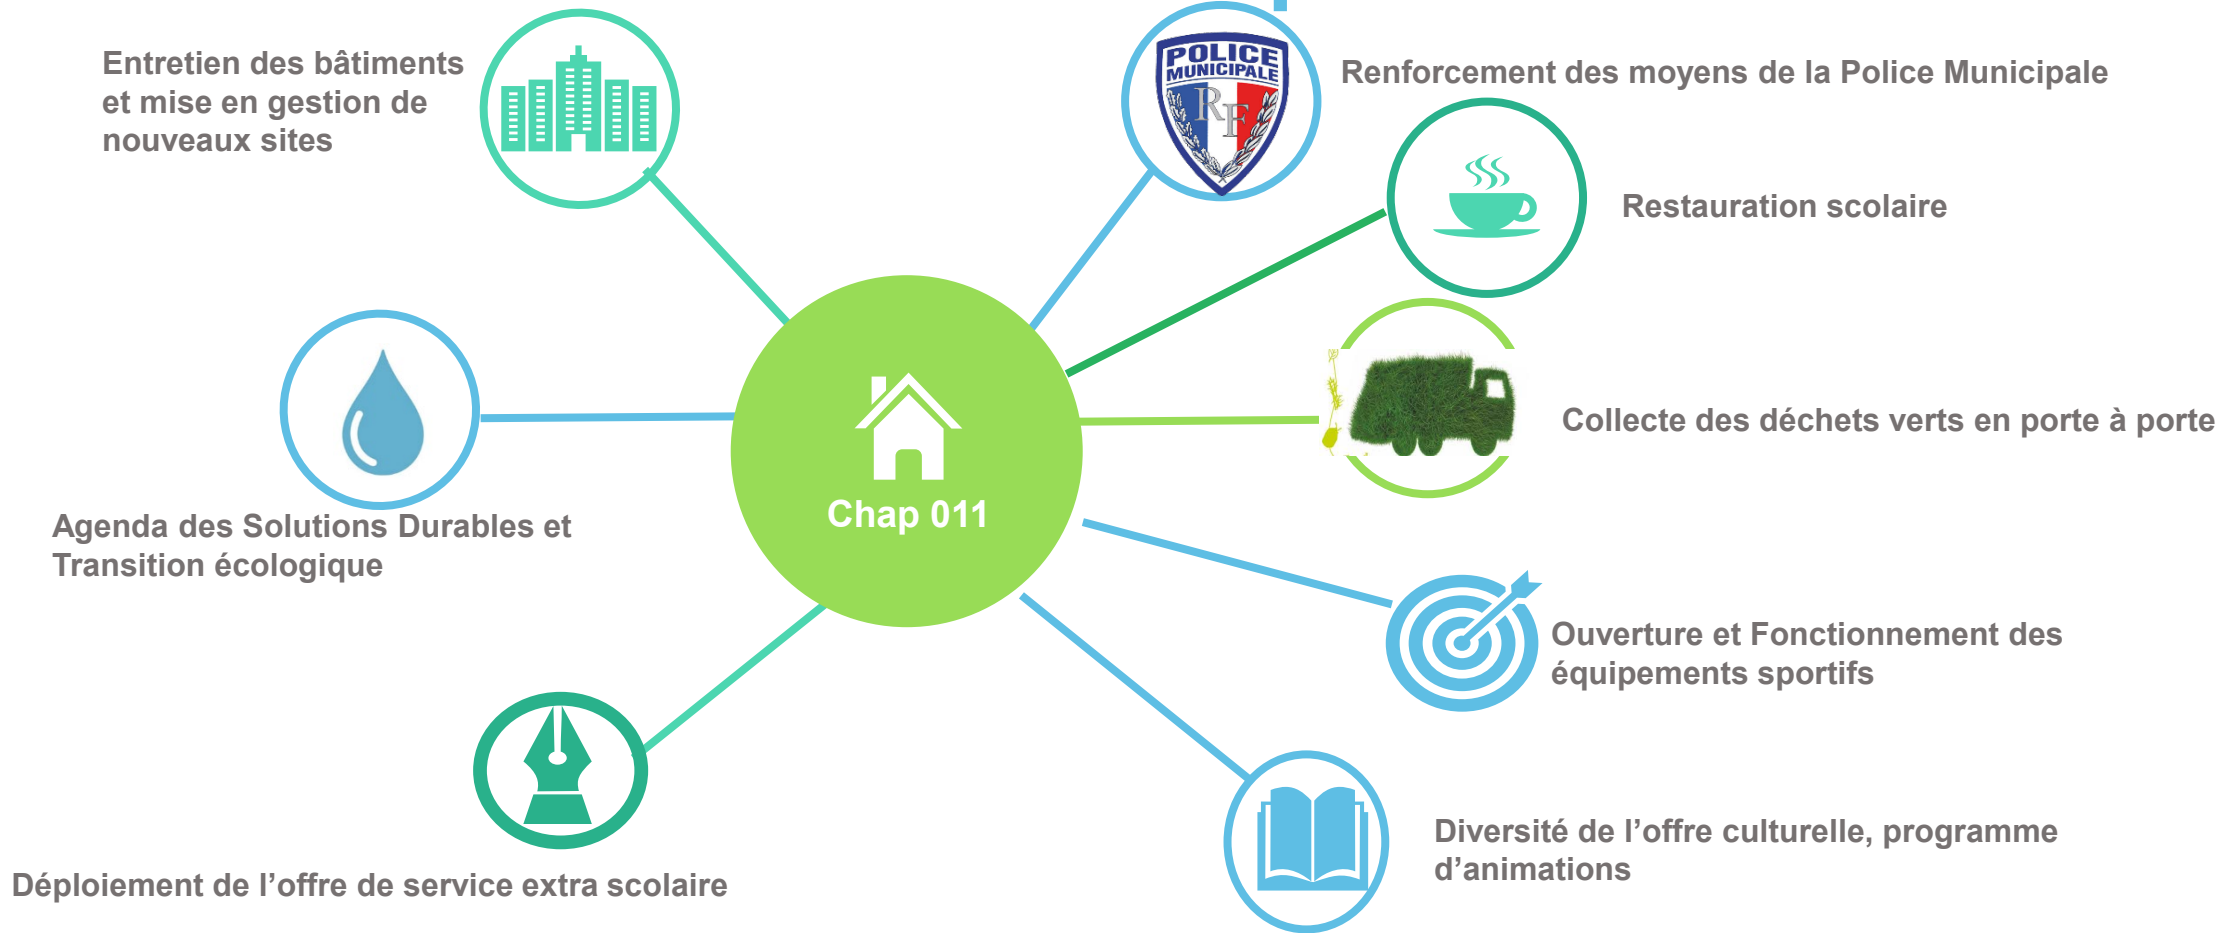 Entretien des bâtiments
et mise en gestion de
nouveaux sites
POLICE
MUNICIPALE
RF
Renforcement des moyens de la Police Municipale
Restauration scolaire
Collecte des déchets verts en porte à porte
Chap 011
Agenda des Solutions Durables et
Transition écologique
Ouverture et Fonctionnement des
équipements sportifs
Déploiement de l’offre de service extra scolaire
Diversité de l’offre culturelle, programme
d’animations